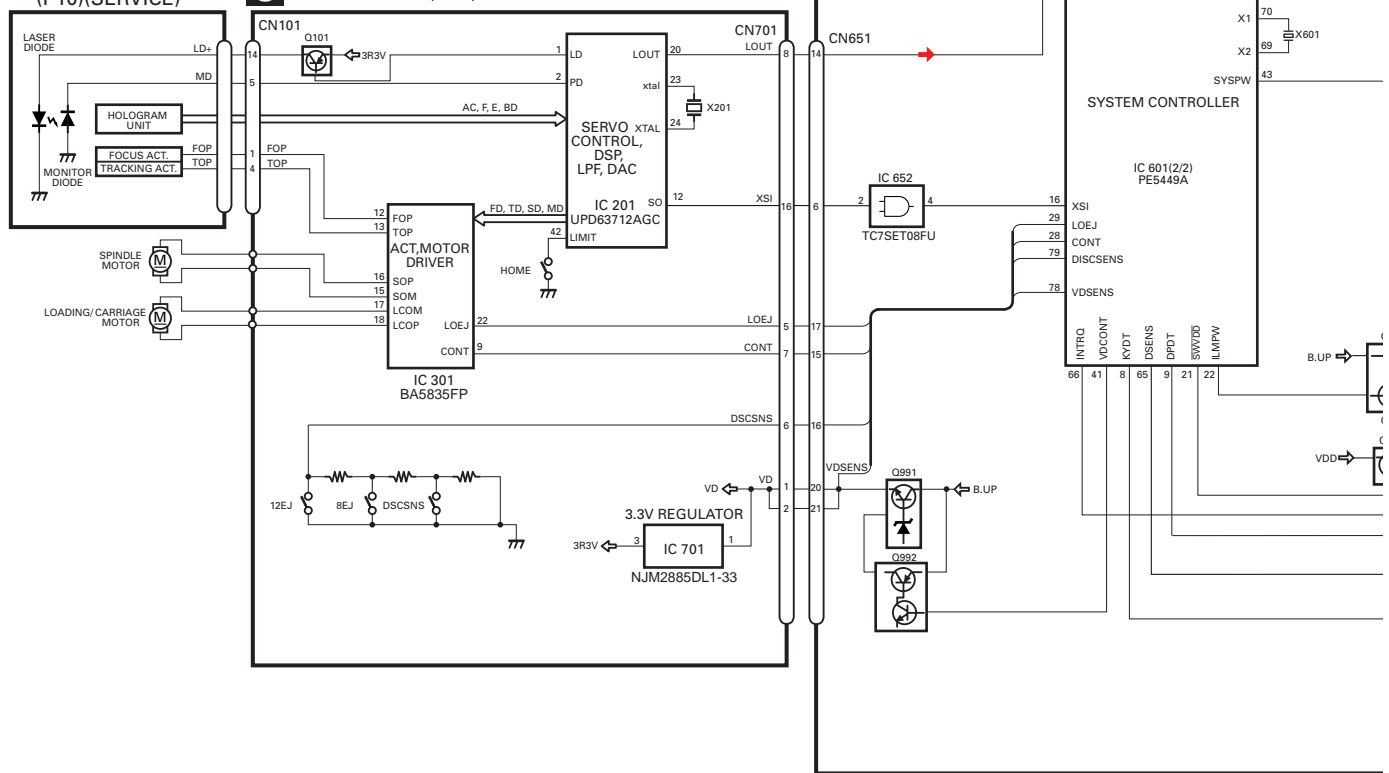 (P10)(SERVICE)
CN101
CN701
CN651
LASER
DIODE
LD+
14
Q101
3R3V
1
LD
LOUT
20
LOUT
8
14
MD
5
2
PD
xtal
23
X201
XTAL
24
HOLOGRAM
UNIT
AC, F, E, BD
SERVO
CONTROL,
DSP,
LPF, DAC
FOCUS ACT.
TRACKING ACT.
FOP
TOP
1
4
FOP
TOP
MONITOR
DIODE
IC 201
UPD63712AGC
SO
12
XSI
16
6
42
LIMIT
HOME
FD, TD, SD, MD
12
FOP
13
TOP
ACT,MOTOR
DRIVER
16
SOP
15
SOM
17
LCOM
18
LCOP
LOEJ
22
CONT
9
IC 301
BA5835FP
SPINDLE
MOTOR
M
LOADING/CARRIAGE
MOTOR
M
LOEJ
5
17
CONT
7
15
DSCSNS
6
16
12EJ
8EJ
DSCSNS
VD
VD
1
20
2
21
VDSENS
3.3V REGULATOR
3R3V
3
IC 701
1
NJM2885DL1-33
Q991
B.UP
Q992
IC 652
2
4
TC7SET08FU
X1
70
X601
X2
69
SYSPW
43
SYSTEM CONTROLLER
IC 601(2/2)
PE5449A
16
XSI
29
LOEJ
28
CONT
79
DISCSENS
78
VDSENS
INTRQ
VDCONT
KYDT
DSENS
DPDT
SWVDD
ILMPW
66
41
8
65
9
21
22
B.UP
VDD